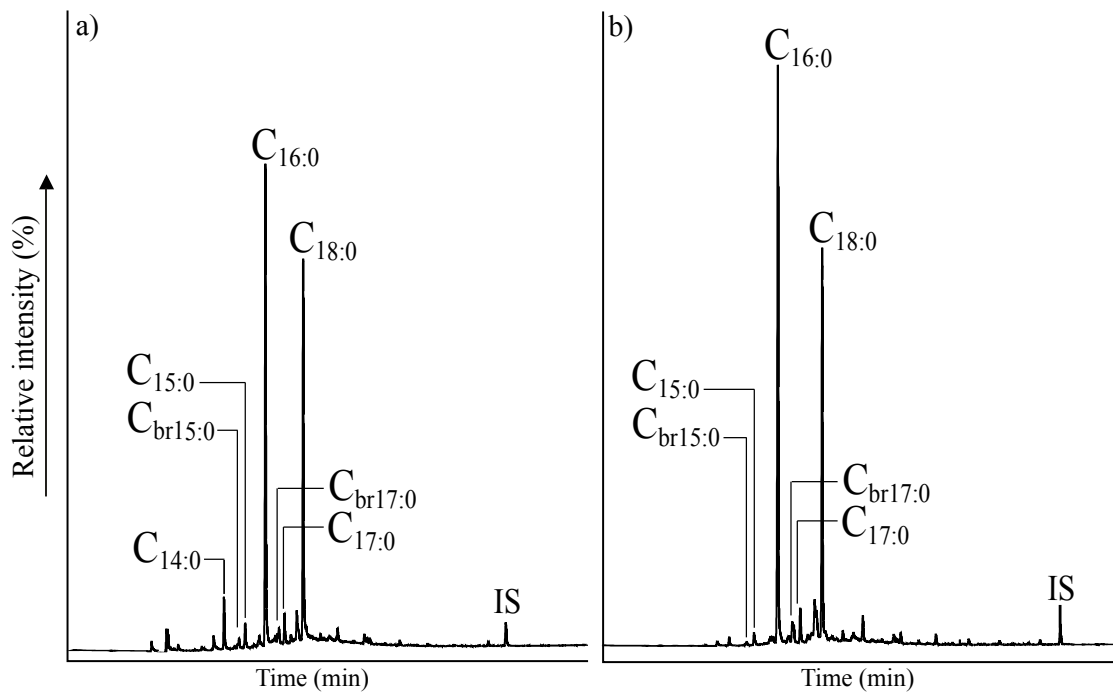 a)
C16:0
C18:0
C15:0
Cbr15:0
Cbr17:0
C17:0
C14:0
IS
Relative intensity (%)
Time (min)
b)
C16:0
C18:0
C15:0
Cbr15:0
Cbr17:0
C17:0
IS
Time (min)